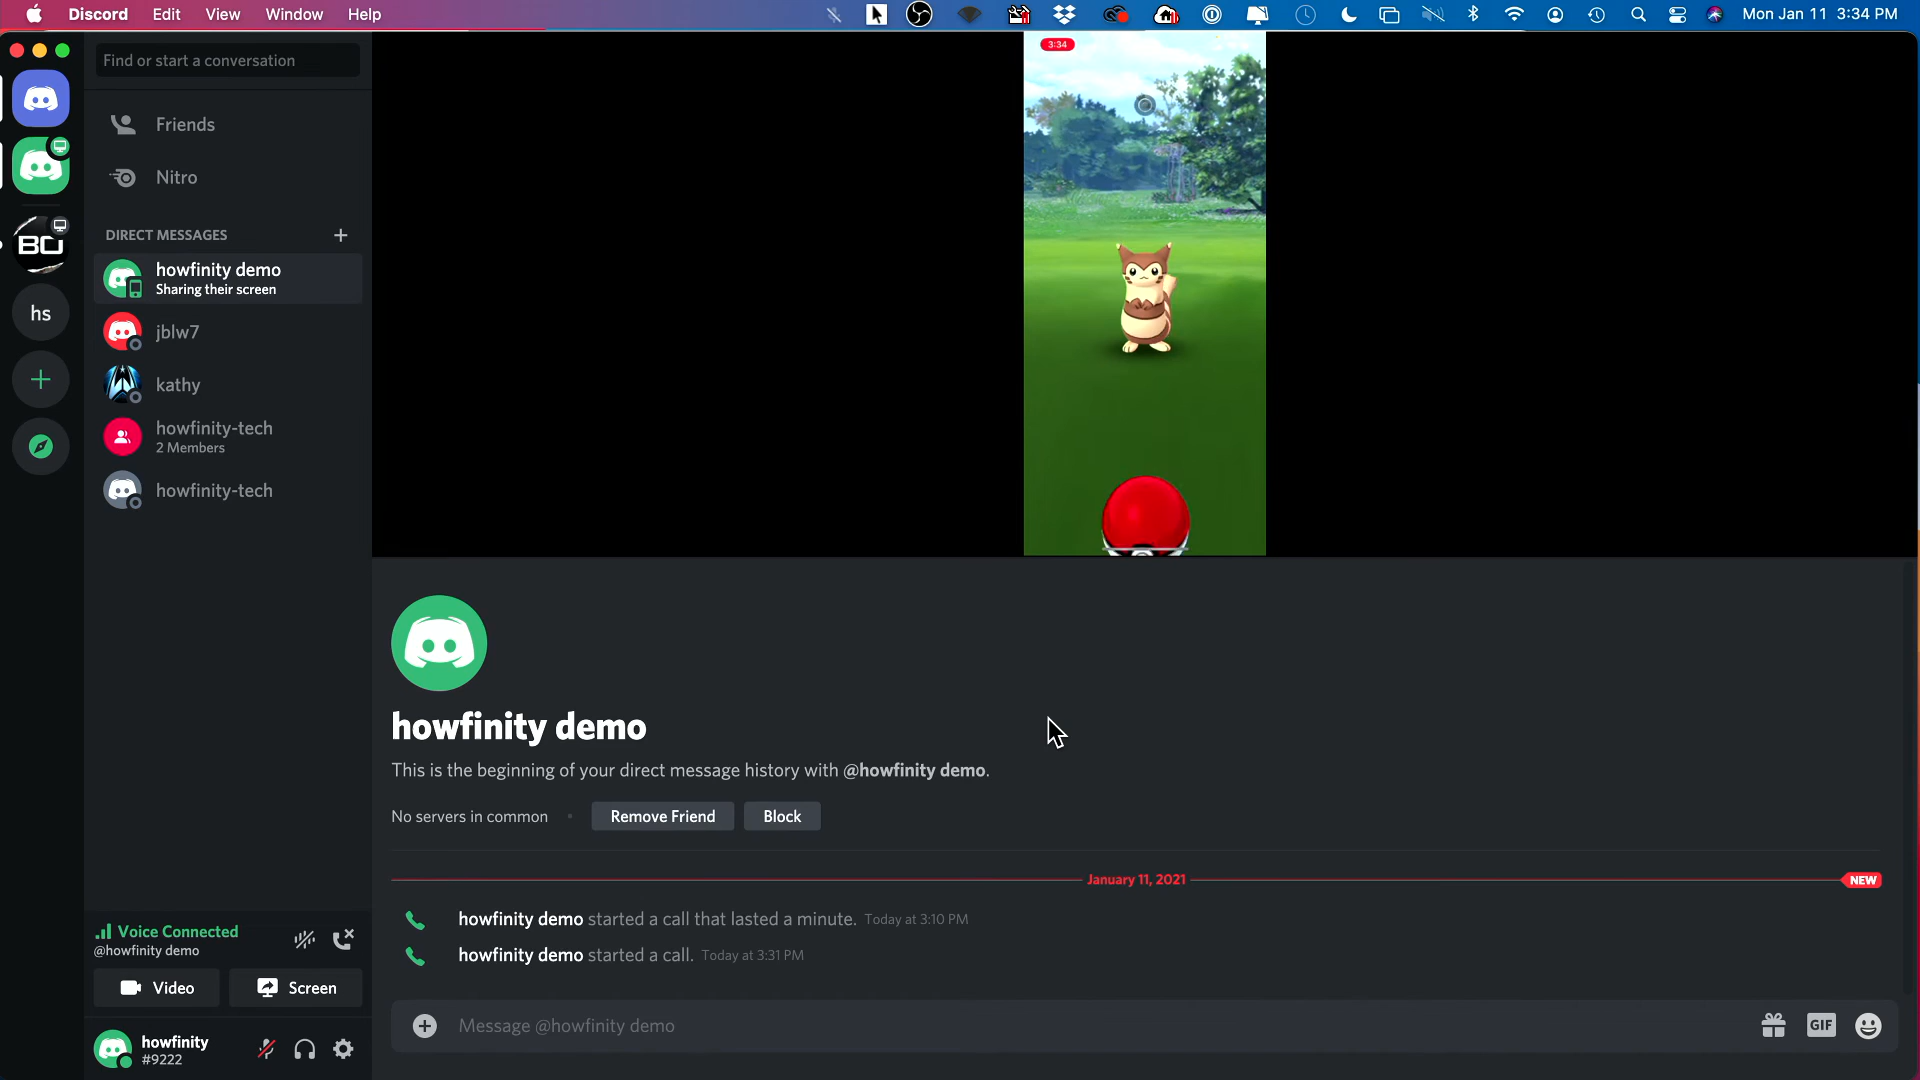 Discord Edit View Window Help
Mon Jan 11 3:34 PM
Find or start a conversation
Friends
Nitro
DIRECT MESSAGES
howfinity demo
Sharing their screen
jblw7
kathy
howfinity-tech
2 Members
howfinity-tech
BO
hs
3:34
howfinity demo
This is the beginning of your direct message history with @howfinity demo.
No servers in common
Remove Friend
Block
January 11, 2021
NEW
howfinity demo started a call that lasted a minute. Today at 3:10 PM
howfinity demo started a call. Today at 3:31 PM
Voice Connected
@howfinity demo
Video
Screen
howfinity
#9222
Message @howfinity demo
GIF